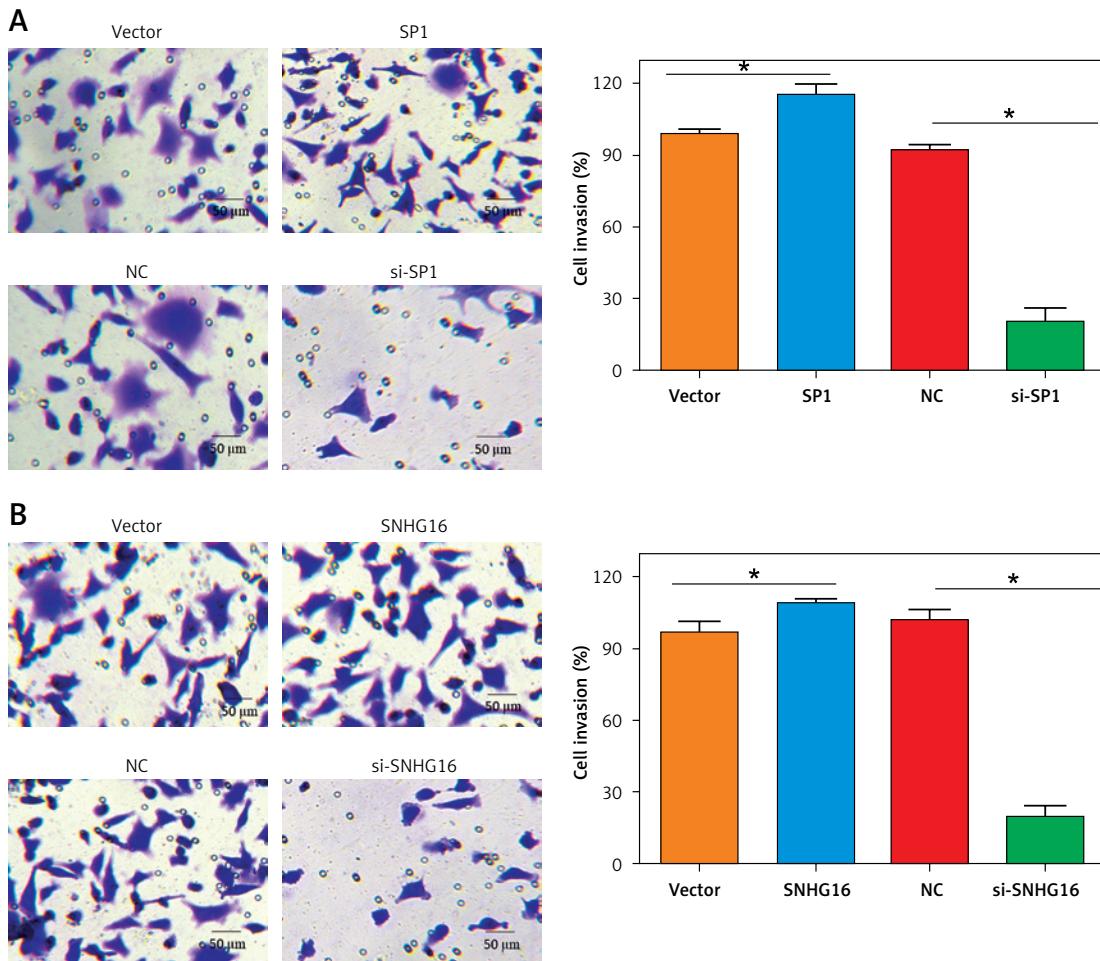 A
Vector
SP1
50 μm
50 μm
NC
si-SP1
50 μm
50 μm
Cell invasion (%)
120
90
60
30
0
*
*
Vector
SP1
NC
si-SP1
B
Vector
SNHG16
50 μm
50 μm
NC
si-SNHG16
50 μm
50 μm
Cell invasion (%)
120
90
60
30
0
*
*
Vector
SNHG16
NC
si-SNHG16